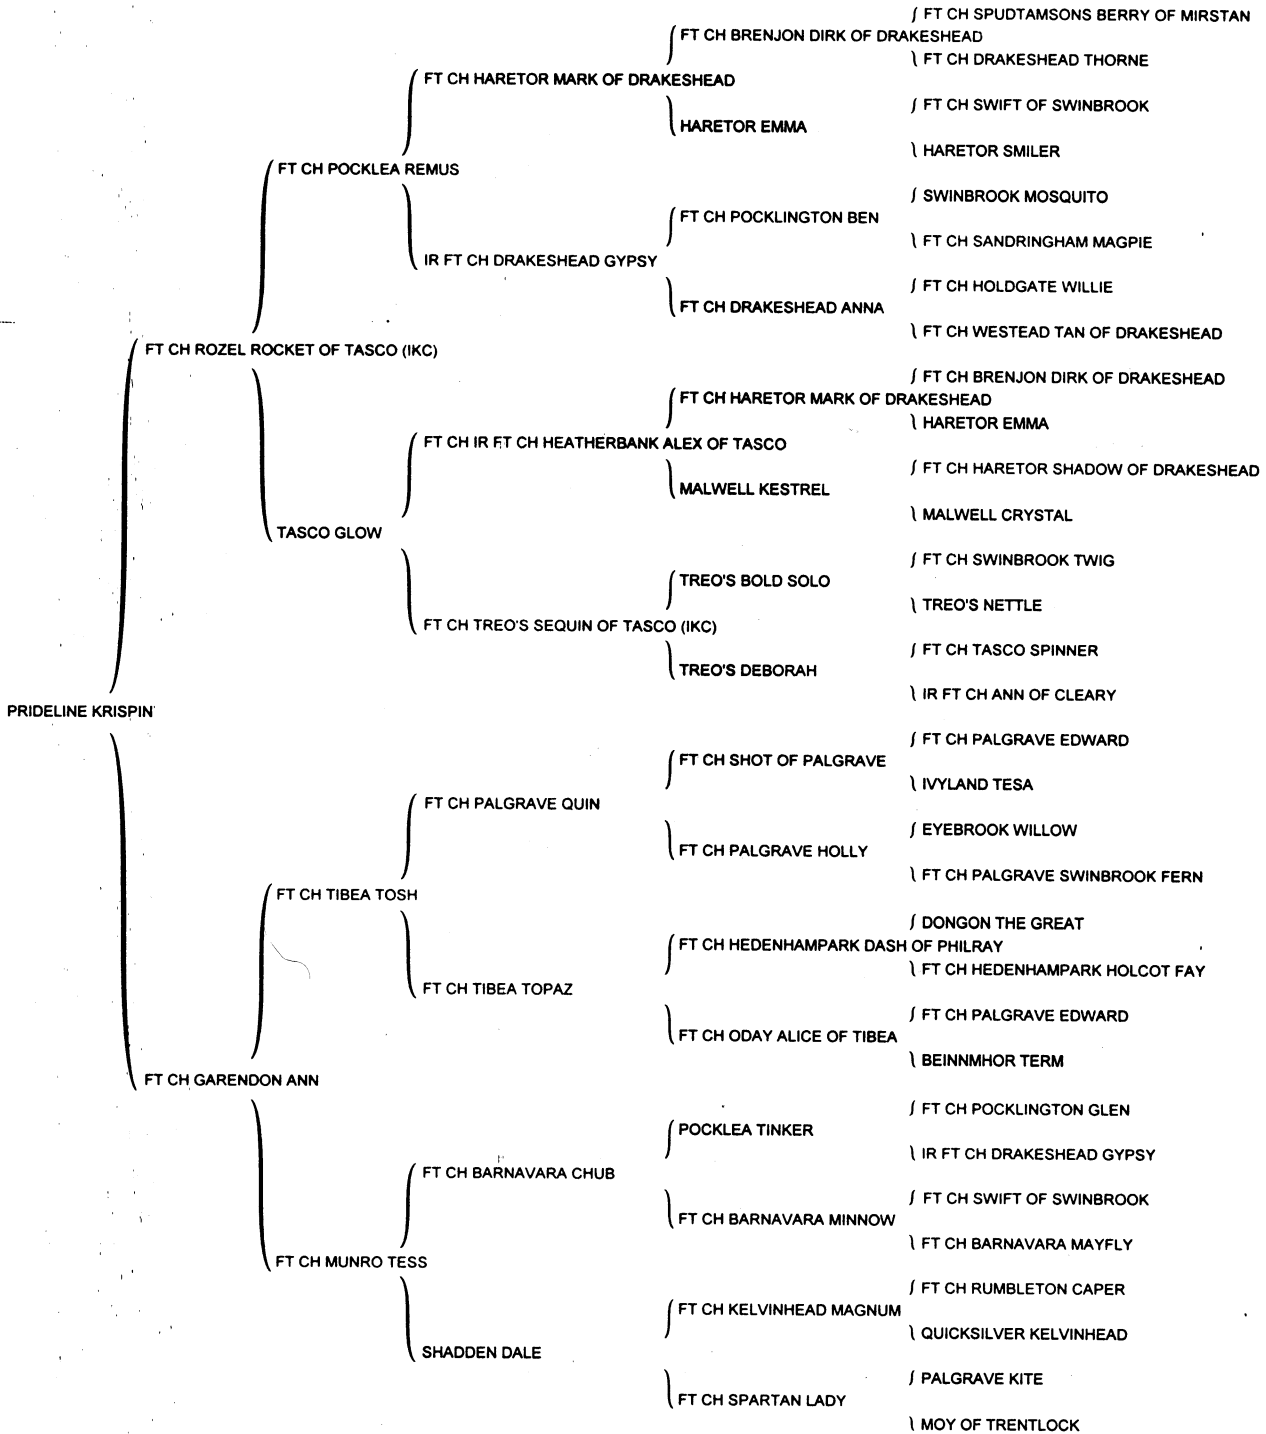 FT CH SPUDTAMSONS BERRY OF MIRSTAN
FT CH BRENJON DIRK OF DRAKESHEAD
FT CH DRAKESHEAD THORNE
FT CH HARETOR MARK OF DRAKESHEAD
FT CH SWIFT OF SWINBROOK
HARETOR EMMA
HARETOR SMILER
FT CH POCKLEA REMUS
SWINBROOK MOSQUITO
FT CH POCKLINGTON BEN
FT CH SANDRINGHAM MAGPIE
IR FT CH DRAKESHEAD GYPSY
FT CH HOLDGATE WILLIE
FT CH DRAKESHEAD ANNA
FT CH WESTEAD TAN OF DRAKESHEAD
FT CH ROZEL ROCKET OF TASCO (IKC)
FT CH BRENJON DIRK OF DRAKESHEAD
FT CH HARETOR MARK OF DRAKESHEAD
HARETOR EMMA
FT CH IR FT CH HEATHERBANK ALEX OF TASCO
FT CH HARETOR SHADOW OF DRAKESHEAD
MALWELL KESTREL
MALWELL CRYSTAL
TASCO GLOW
FT CH SWINBROOK TWIG
TREO'S BOLD SOLO
TREO'S NETTLE
FT CH TREO'S SEQUIN OF TASCO (IKC)
FT CH TASCO SPINNER
TREO'S DEBORAH
IR FT CH ANN OF CLEARY
PRIDELINE KRISPIN
FT CH PALGRAVE EDWARD
FT CH SHOT OF PALGRAVE
IVYLAND TESA
FT CH PALGRAVE QUIN
EYEBROOK WILLOW
FT CH PALGRAVE HOLLY
FT CH PALGRAVE SWINBROOK FERN
FT CH TIBEA TOSH
DONGON THE GREAT
FT CH HEDENHAMPARK DASH OF PHILRAY
FT CH HEDENHAMPARK HOLCOT FAY
FT CH TIBEA TOPAZ
FT CH PALGRAVE EDWARD
FT CH ODAY ALICE OF TIBEA
BEINNMHOR TERM
FT CH GARENDON ANN
FT CH POCKLINGTON GLEN
POCKLEA TINKER
IR FT CH DRAKESHEAD GYPSY
FT CH BARNAVARA CHUB
FT CH SWIFT OF SWINBROOK
FT CH BARNAVARA MINNOW
FT CH BARNAVARA MAYFLY
FT CH MUNRO TESS
FT CH RUMBLETON CAPER
FT CH KELVINHEAD MAGNUM
QUICKSILVER KELVINHEAD
SHADDEN DALE
PALGRAVE KITE
FT CH SPARTAN LADY
MOY OF TRENTLOCK